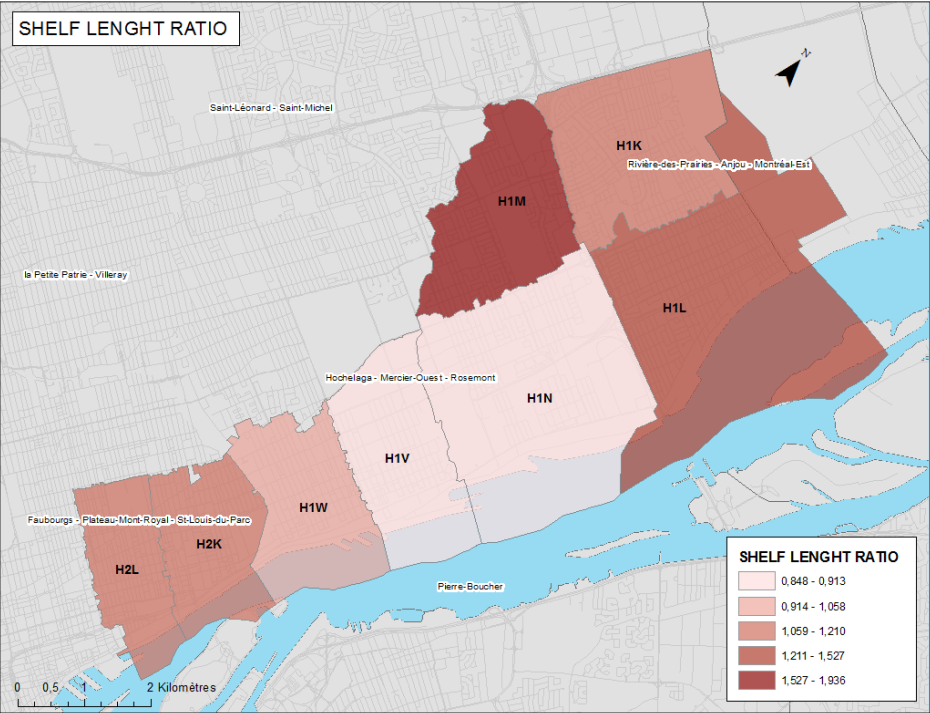 SHELF LENGHT RATIO
N
Saint-Léonard - Saint-Michel
H1K
Rivière-des-Prairies - Anjou - Montréal-Est
H1M
la Petite Patrie - Villeray
H1L
Hochelaga - Mercier-Ouest - Rosemont
H1N
H1V
H1W
Faubourgs - Plateau-Mont-Royal - St-Louis-du-Parc
H2K
H2L
Pierre-Boucher
SHELF LENGHT RATIO
0,848 - 0,913
0,914 - 1,058
1,059 - 1,210
1,211 - 1,527
1,527 - 1,936
0 0,5 1 2 Kilomètres